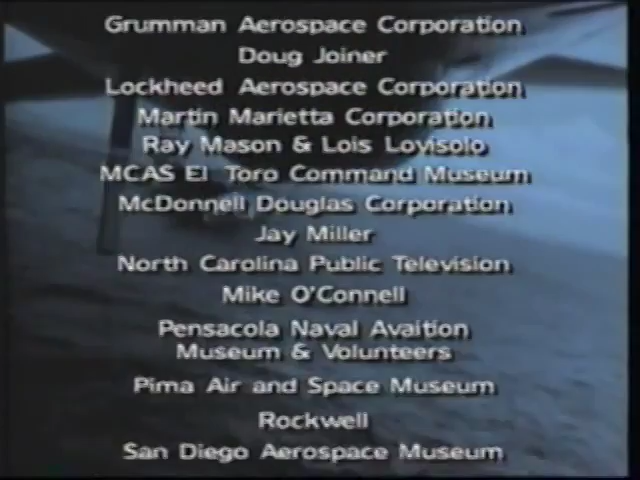 Grumman Aerospace Corporation
Doug Joiner
Lockheed Aerospace Corporation
Martin Marietta Corporation
Ray Mason & Lois Lovisolo
MCAS El Toro Command Museum
McDonnell Douglas Corporation
Jay Miller
North Carolina Public Television
Mike O'Connell
Pensacola Naval Avaition
Museum & Volunteers
Pima Air and Space Museum
Rockwell
San Diego Aerospace Museum